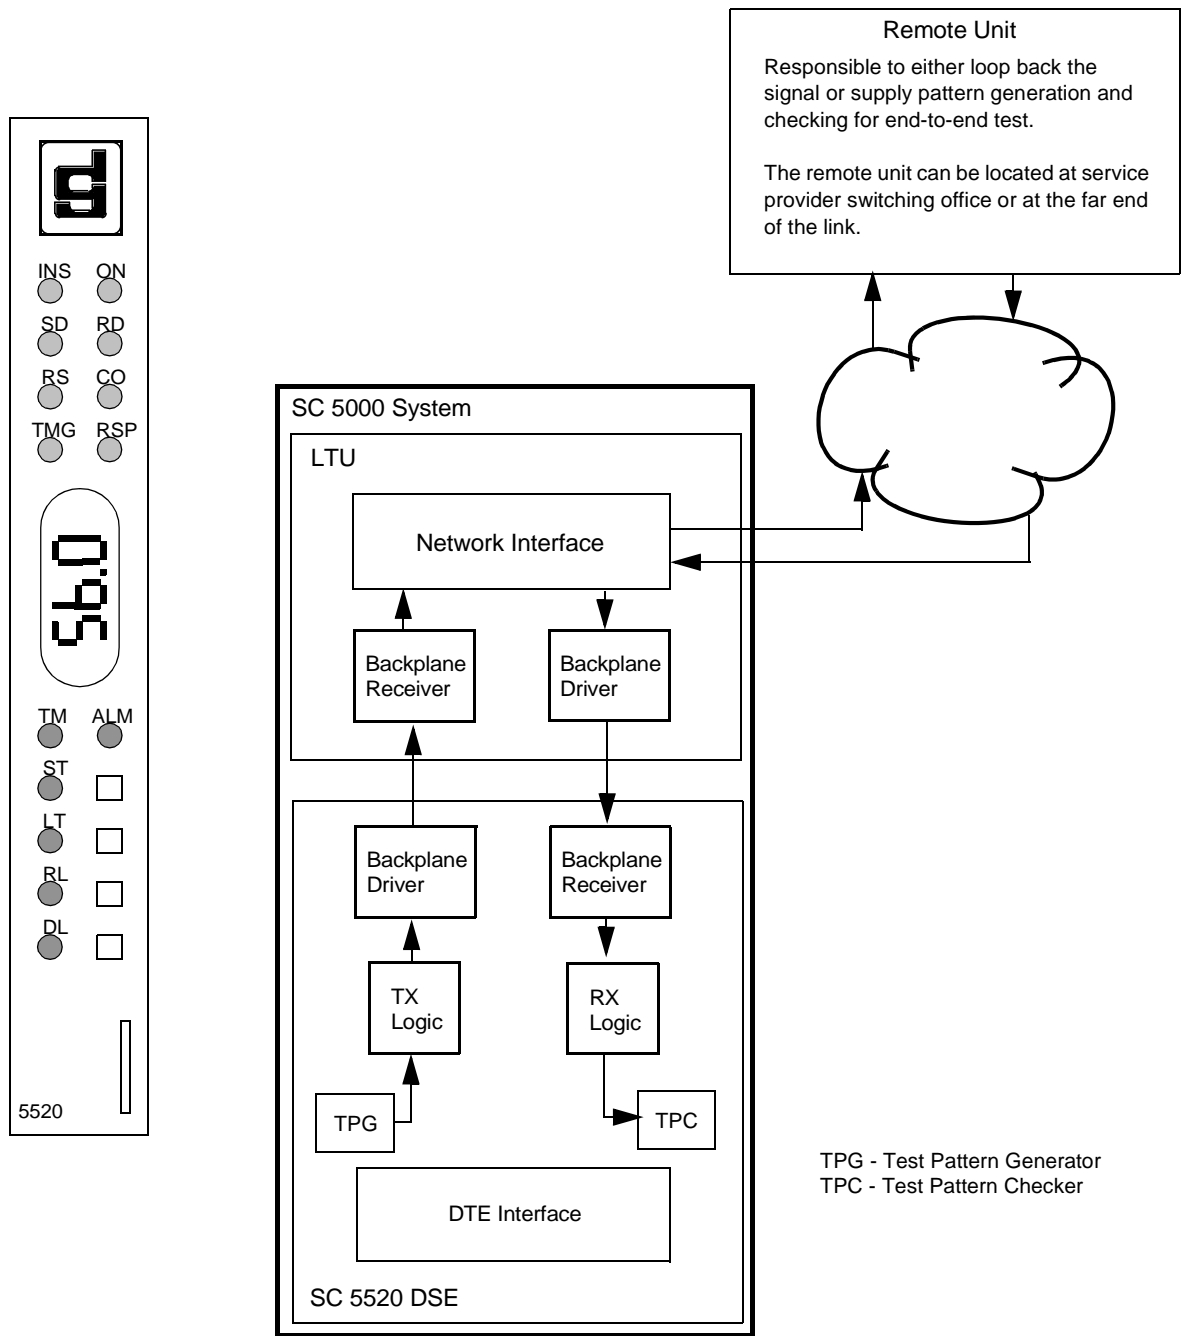 INS ON
SD RD
RS CO
TMG RSP
56.0
TM ALM
ST
LT
RL
DL
5520
Remote Unit
Responsible to either loop back the
signal or supply pattern generation and
checking for end-to-end test.
The remote unit can be located at service
provider switching office or at the far end
of the link.
SC 5000 System
LTU
Network Interface
Backplane
Receiver
Backplane
Driver
Backplane
Driver
Backplane
Receiver
TX
Logic
RX
Logic
TPG
TPC
DTE Interface
SC 5520 DSE
TPG - Test Pattern Generator
TPC - Test Pattern Checker